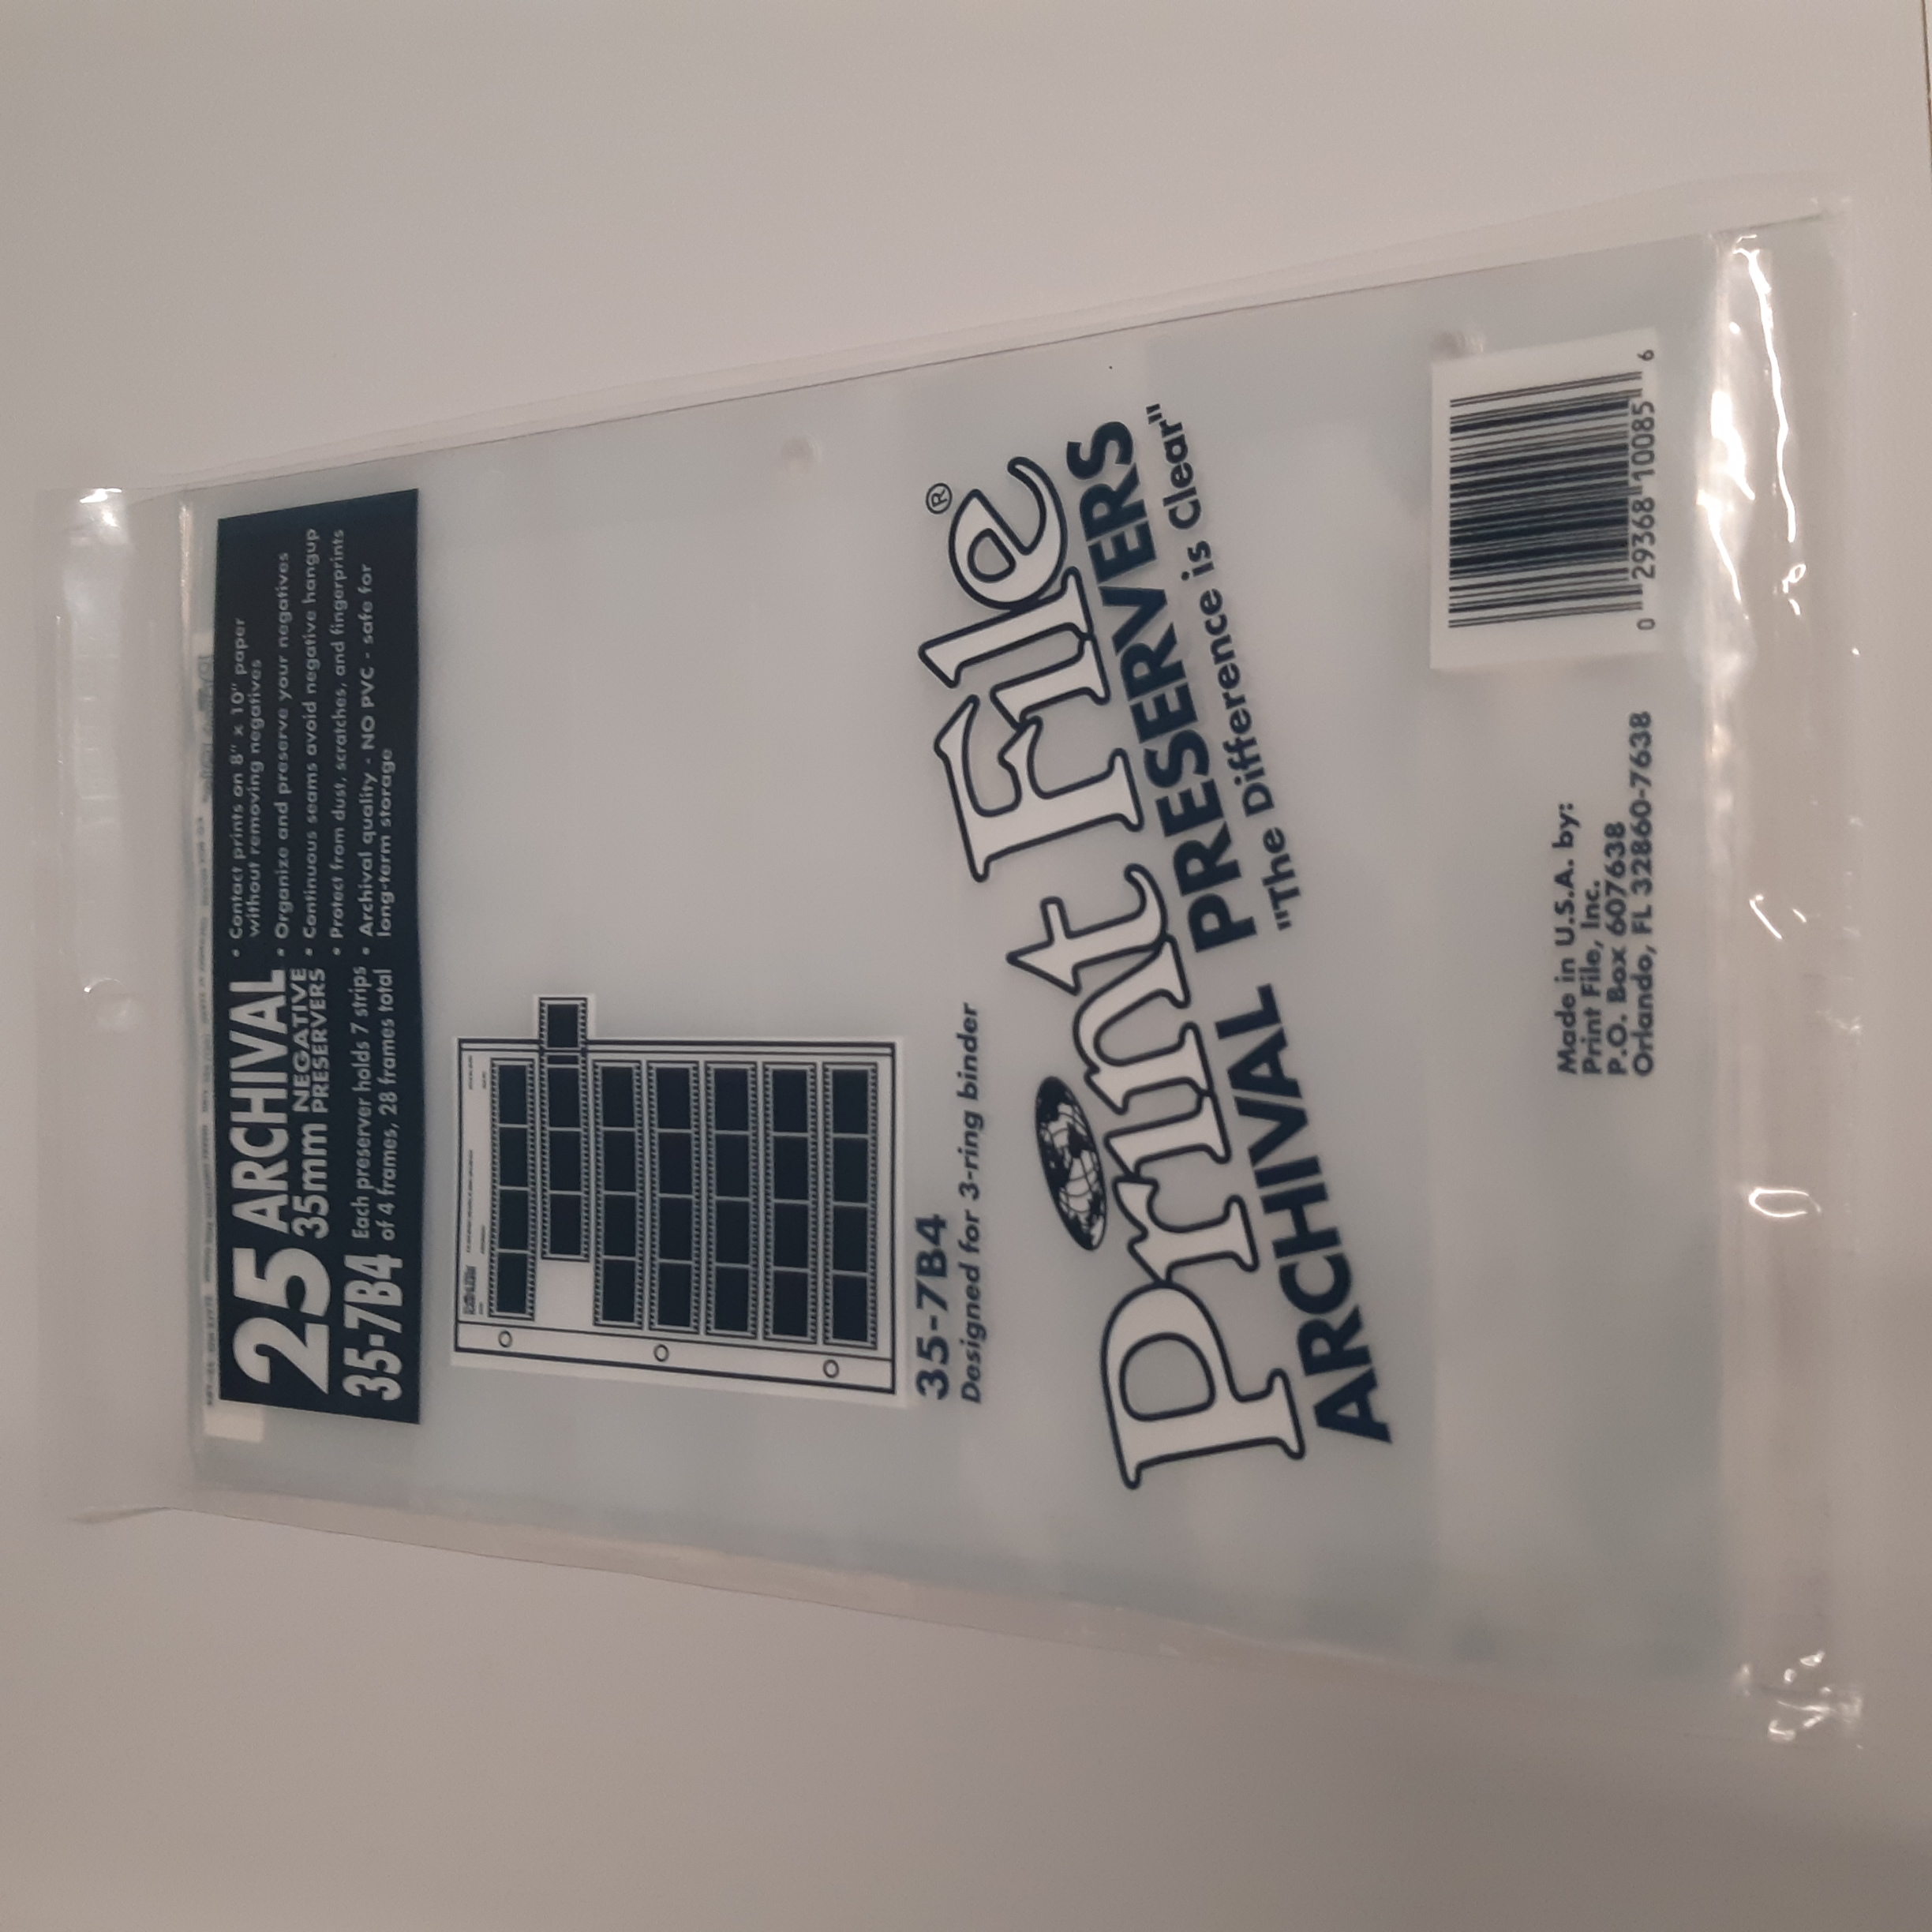 25 ARCHIVAL
35mm NEGATIVE
PRESERVERS
35-7B4 Each preserver holds 7 strips
of 4 frames, 28 frames total
• Contact prints on 8" x 10" paper
without removing negatives
• Organize and preserve your negatives
• Continuous seams avoid negative hangup
• Protect from dust, scratches, and fingerprints
• Archival quality - NO PVC - safe for
long-term storage
35-7B4
Designed for 3-ring binder
Print File®
ARCHIVAL PRESERVERS
"The Difference is Clear"
Made in U.S.A. by:
Print File, Inc.
P.O. Box 607638
Orlando, FL 32860-7638
0 29368 10085 6